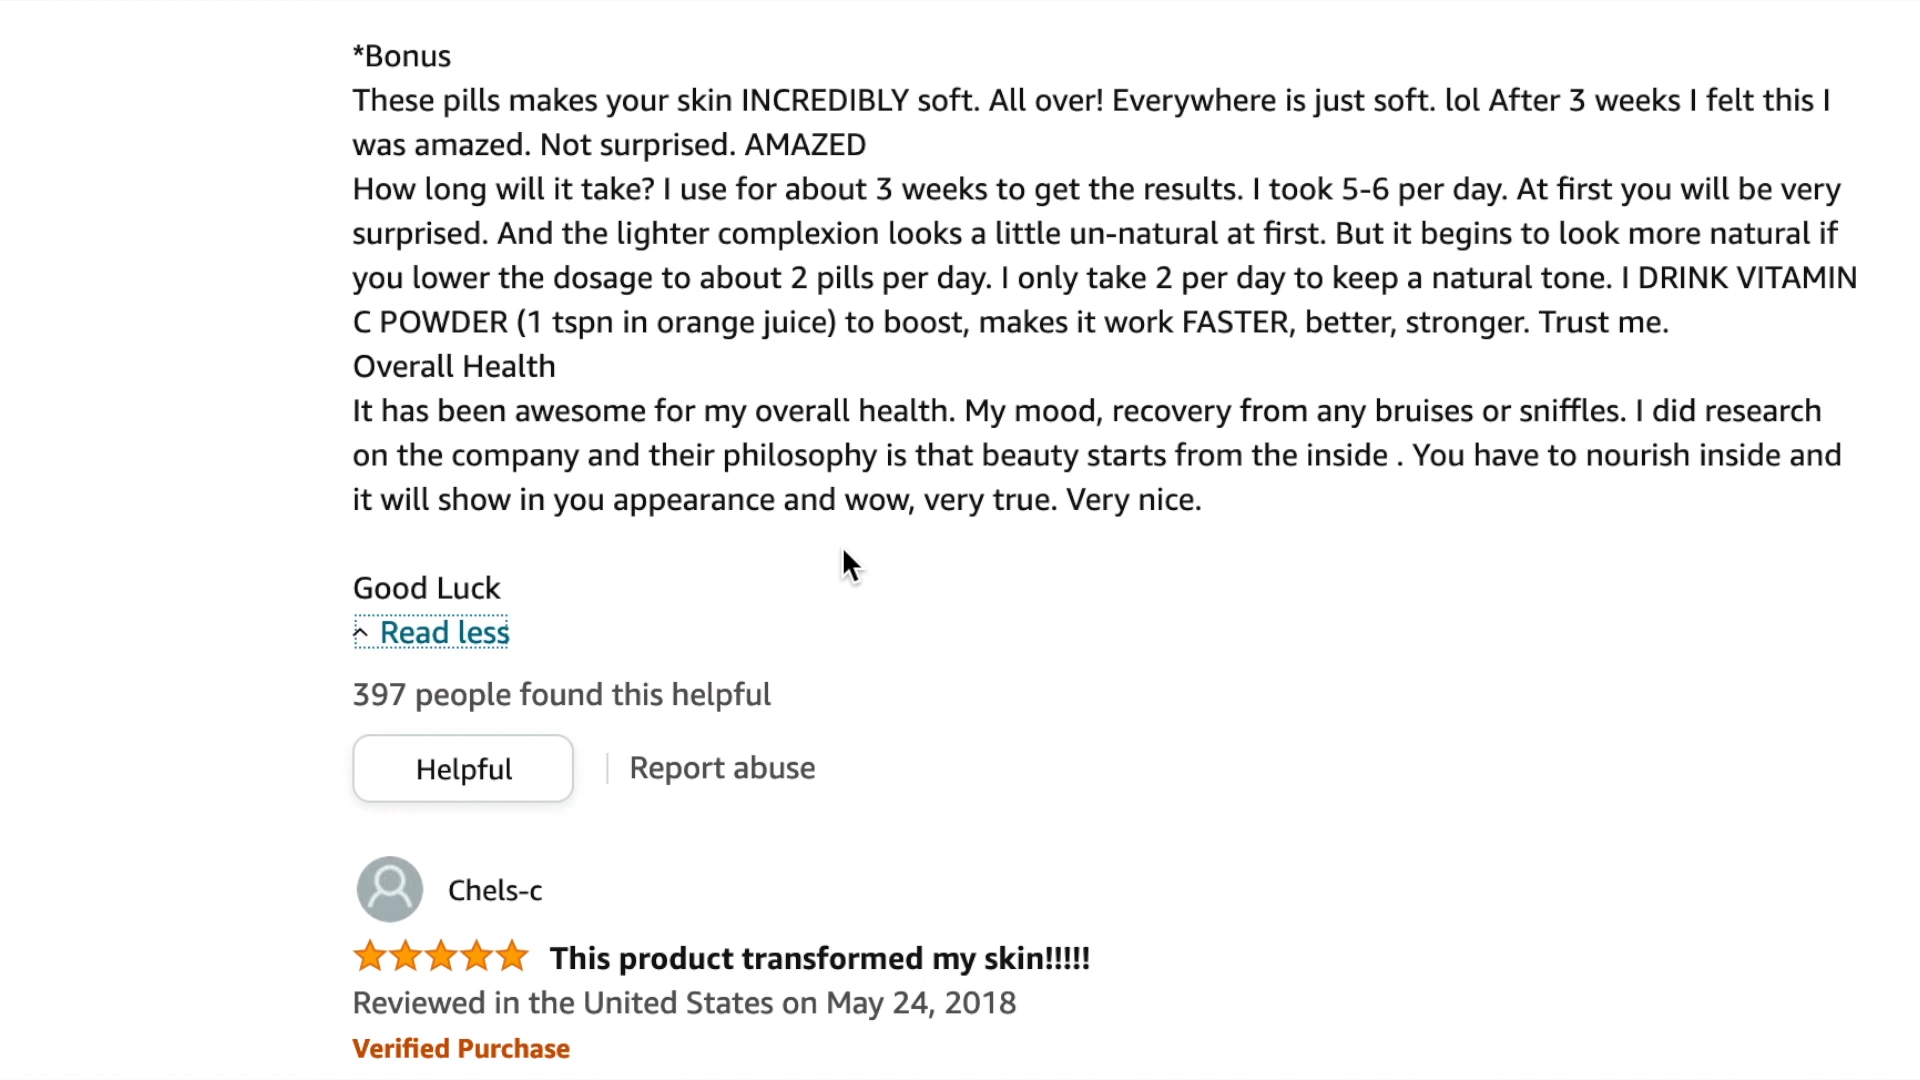 *Bonus
These pills makes your skin INCREDIBLY soft. All over! Everywhere is just soft. lol After 3 weeks I felt this I
was amazed. Not surprised. AMAZED
How long will it take? I use for about 3 weeks to get the results. I took 5-6 per day. At first you will be very
surprised. And the lighter complexion looks a little un-natural at first. But it begins to look more natural if
you lower the dosage to about 2 pills per day. I only take 2 per day to keep a natural tone. I DRINK VITAMIN
C POWDER (1 tspn in orange juice) to boost, makes it work FASTER, better, stronger. Trust me.
Overall Health
It has been awesome for my overall health. My mood, recovery from any bruises or sniffles. I did research
on the company and their philosophy is that beauty starts from the inside . You have to nourish inside and
it will show in you appearance and wow, very true. Very nice.
Good Luck
Read less
397 people found this helpful
Helpful
Report abuse
Chels-c
This product transformed my skin!!!!!
Reviewed in the United States on May 24, 2018
Verified Purchase